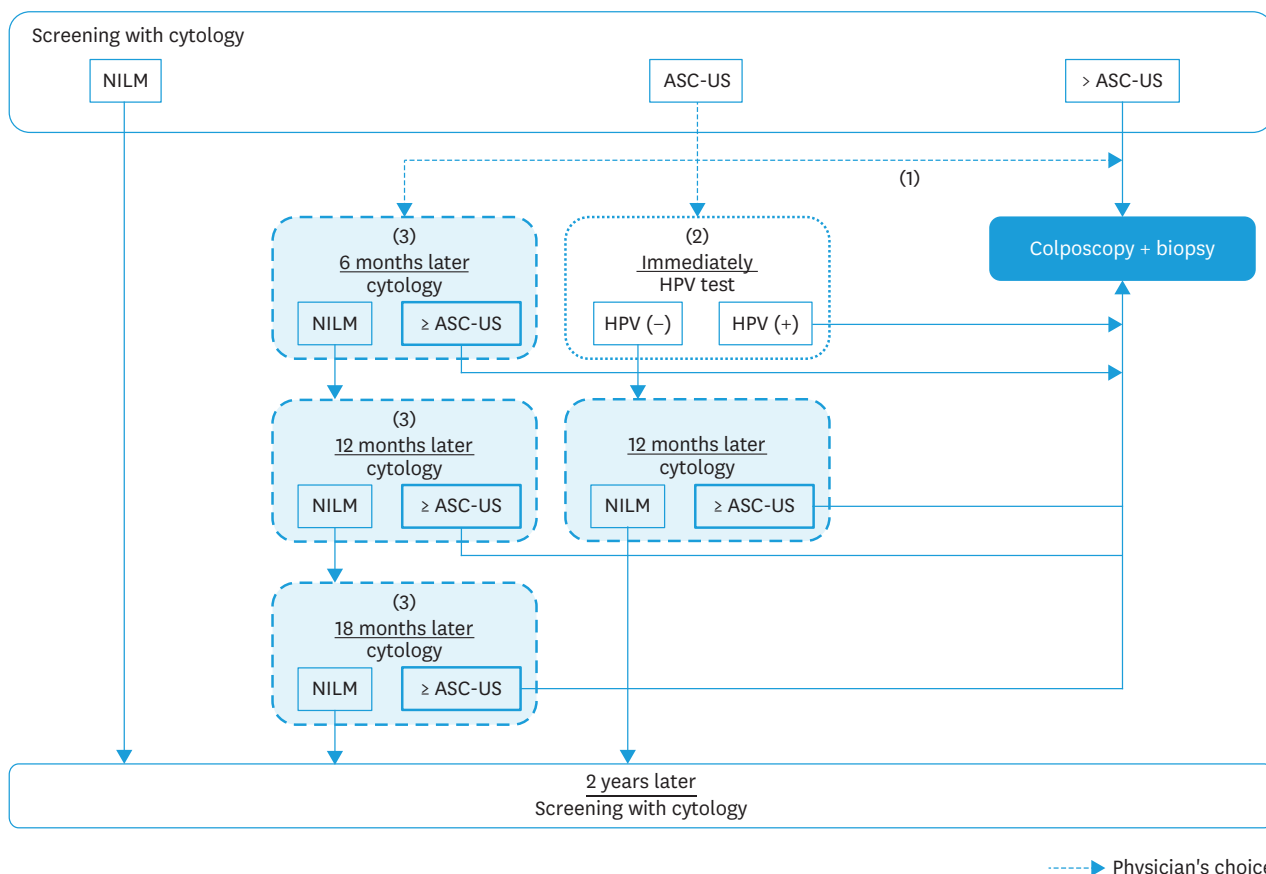 Screening with cytology
NILM
ASC-US
> ASC-US
(1)
(3)
6 months later
cytology
NILM
≥ ASC-US
(2)
Immediately
HPV test
HPV (−)
HPV (+)
Colposcopy + biopsy
(3)
12 months later
cytology
NILM
≥ ASC-US
12 months later
cytology
NILM
≥ ASC-US
(3)
18 months later
cytology
NILM
≥ ASC-US
2 years later
Screening with cytology
Physician's choice